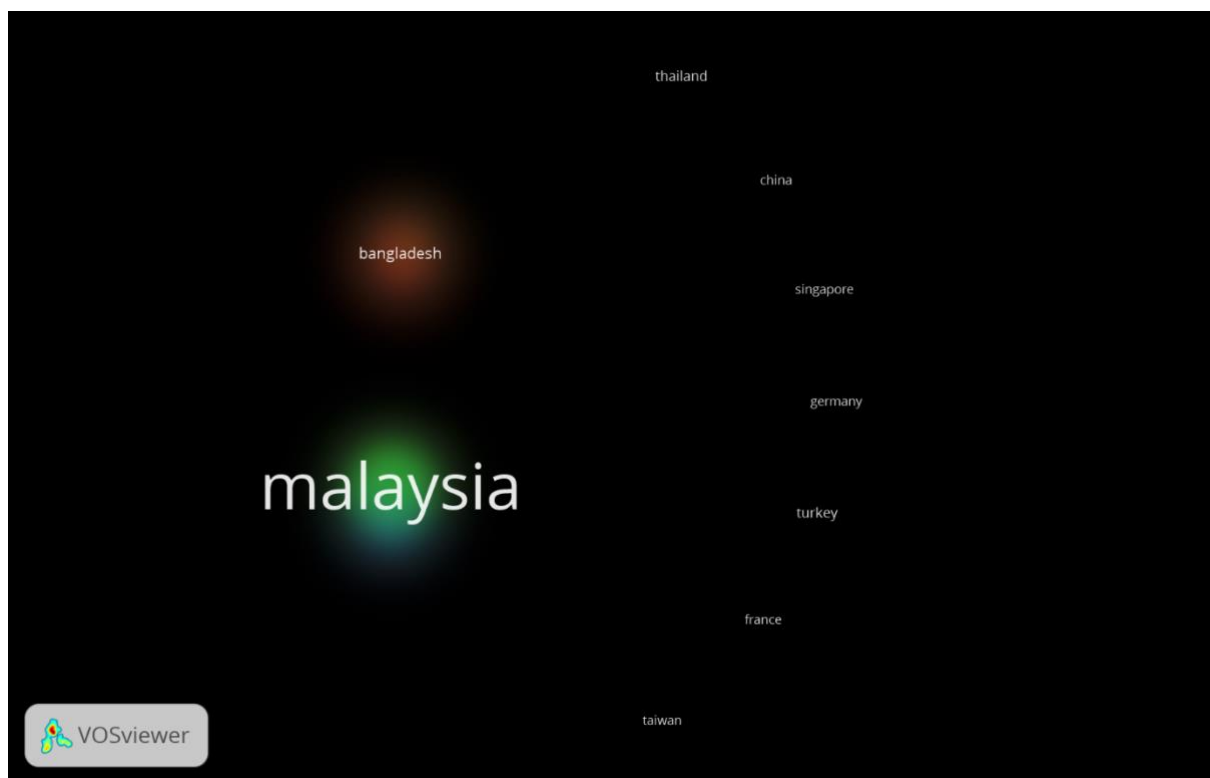 thailand
china
bangladesh
singapore
germany
malaysia
turkey
france
taiwan
VOSviewer